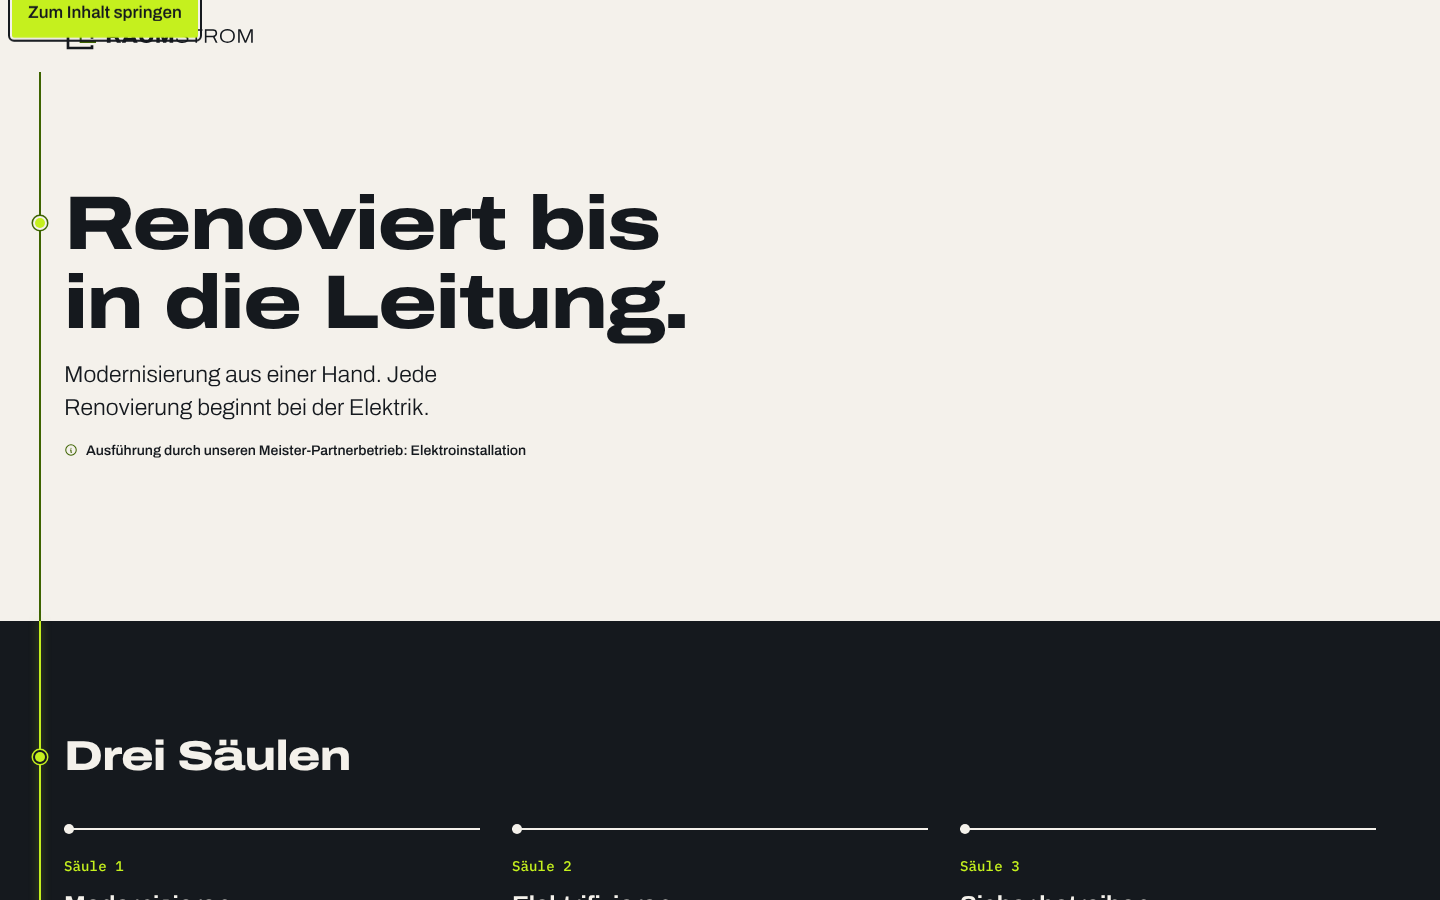 Zum Inhalt springen
RAUMSTROM
Renoviert bis
in die Leitung.
Modernisierung aus einer Hand. Jede
Renovierung beginnt bei der Elektrik.
Ausführung durch unseren Meister-Partnerbetrieb: Elektroinstallation
Drei Säulen
Säule 1
Säule 2
Säule 3